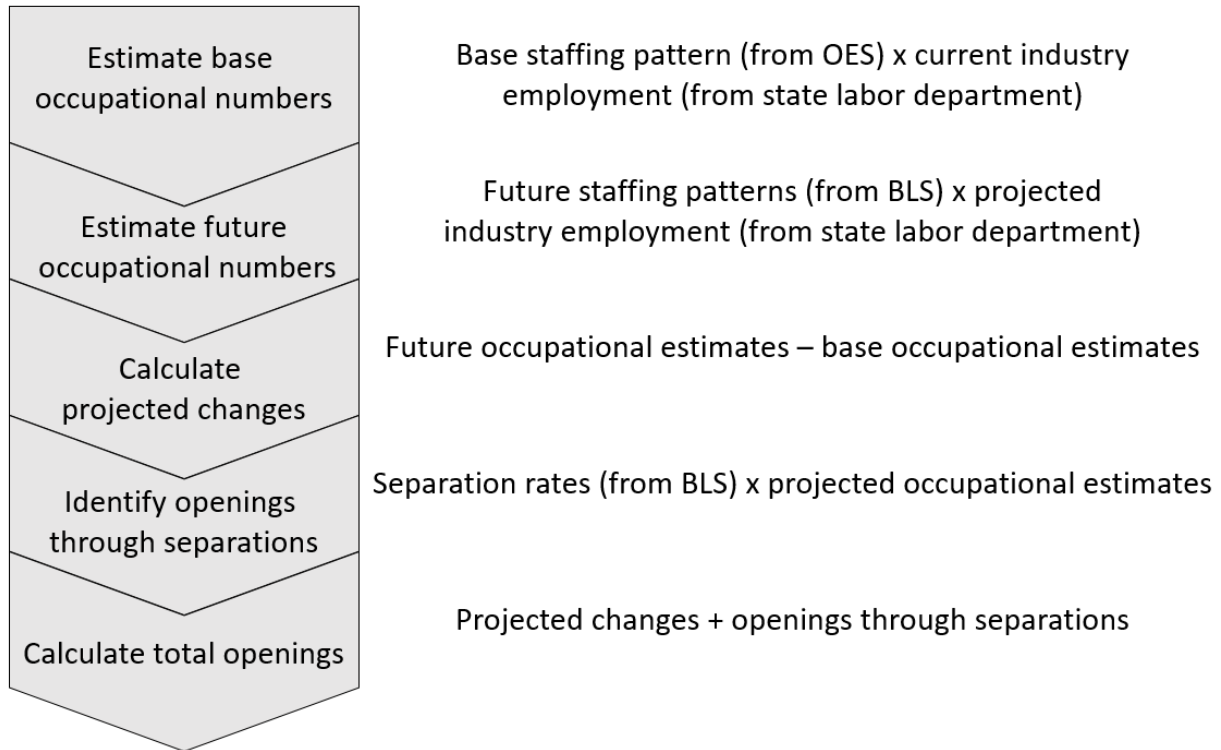 Estimate base
occupational numbers
Base staffing pattern (from OES) x current industry
employment (from state labor department)
Estimate future
occupational numbers
Future staffing patterns (from BLS) x projected
industry employment (from state labor department)
Calculate
projected changes
Future occupational estimates – base occupational estimates
Identify openings
through separations
Separation rates (from BLS) x projected occupational estimates
Calculate total openings
Projected changes + openings through separations